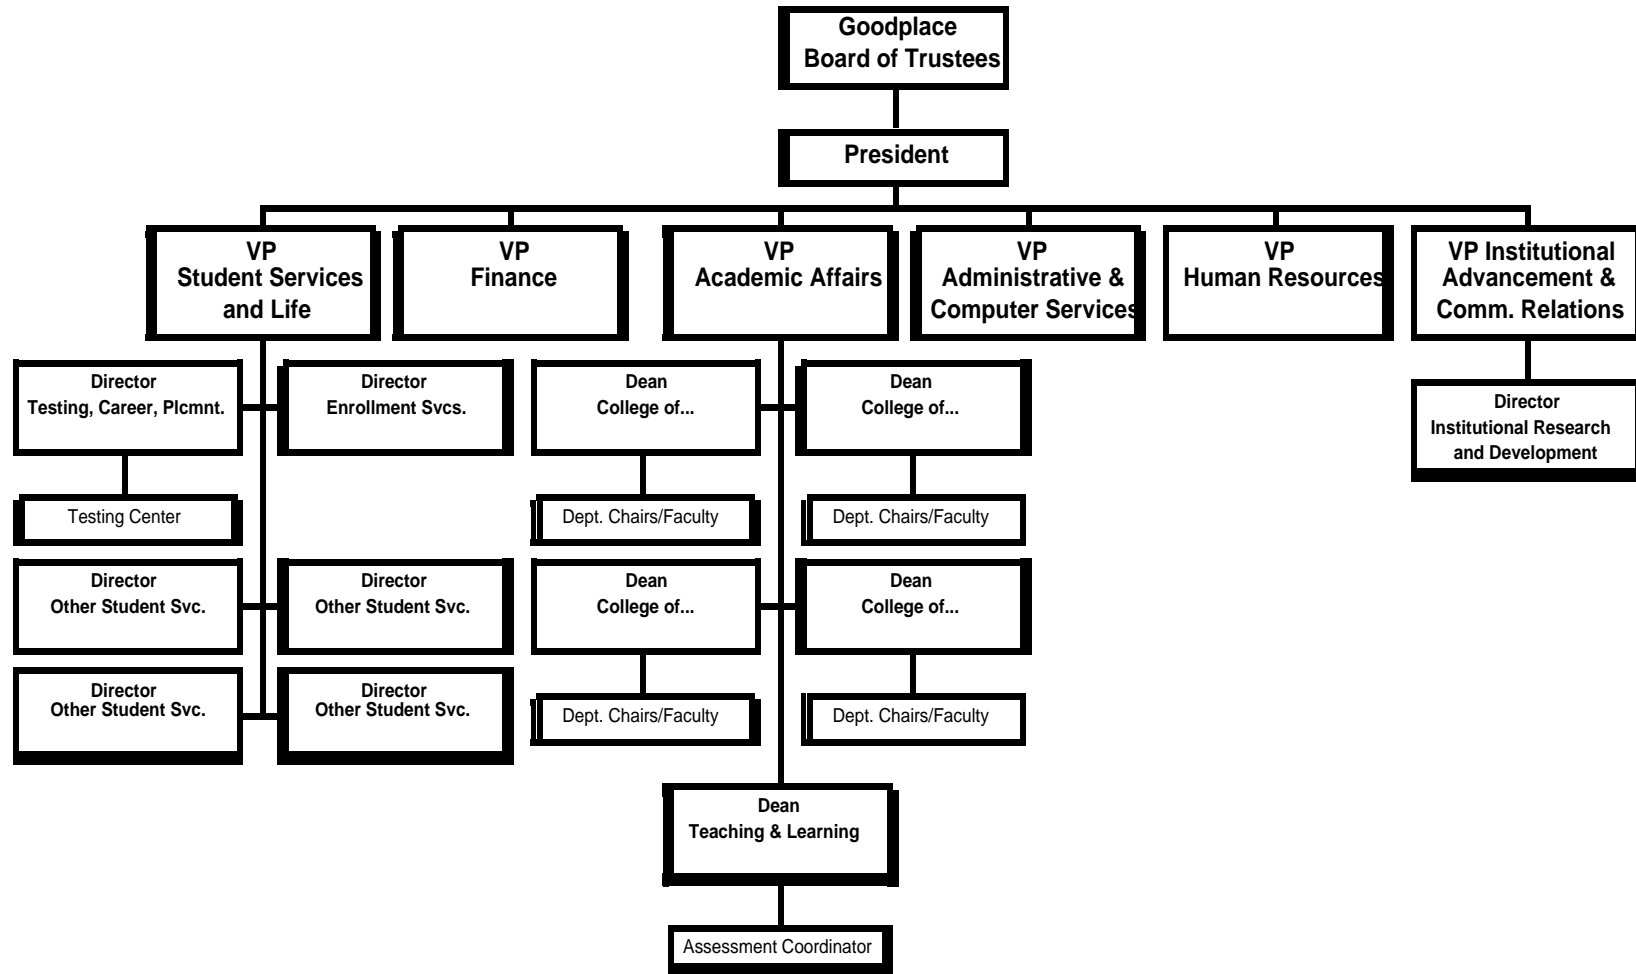 Goodplace
Board of Trustees
President
VP
Student Services
and Life
VP
Finance
VP
Academic Affairs
VP
Administrative &
Computer Services
VP
Human Resources
VP Institutional
Advancement &
Comm. Relations
Director
Testing, Career, Plcmnt.
Director
Enrollment Svcs.
Dean
College of...
Dean
College of...
Director
Institutional Research
and Development
Testing Center
Dept. Chairs/Faculty
Dept. Chairs/Faculty
Director
Other Student Svc.
Director
Other Student Svc.
Dean
College of...
Dean
College of...
Director
Other Student Svc.
Director
Other Student Svc.
Dept. Chairs/Faculty
Dept. Chairs/Faculty
Dean
Teaching & Learning
Assessment Coordinator